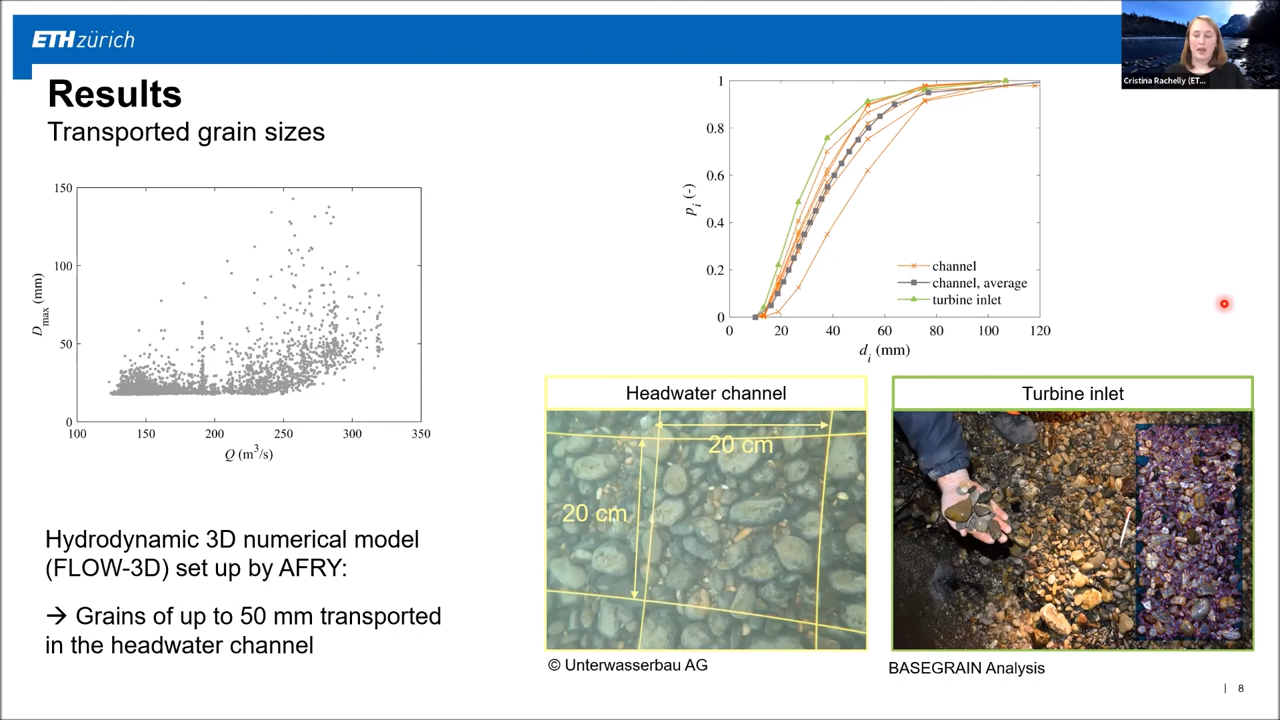 ETH zürich
Cristina Rachelly (ET...
Results
Transported grain sizes
150
100
50
0
100 150 200 250 300 350
D max (mm)
Q (m³/s)
1
0.8
0.6
0.4
0.2
0
0 20 40 60 80 100 120
p i (-)
d i (mm)
channel
channel, average
turbine inlet
Headwater channel
20 cm
20 cm
© Unterwasserbau AG
Turbine inlet
BASEGRAIN Analysis
Hydrodynamic 3D numerical model
(FLOW-3D) set up by AFRY:
→ Grains of up to 50 mm transported
in the headwater channel
| 8